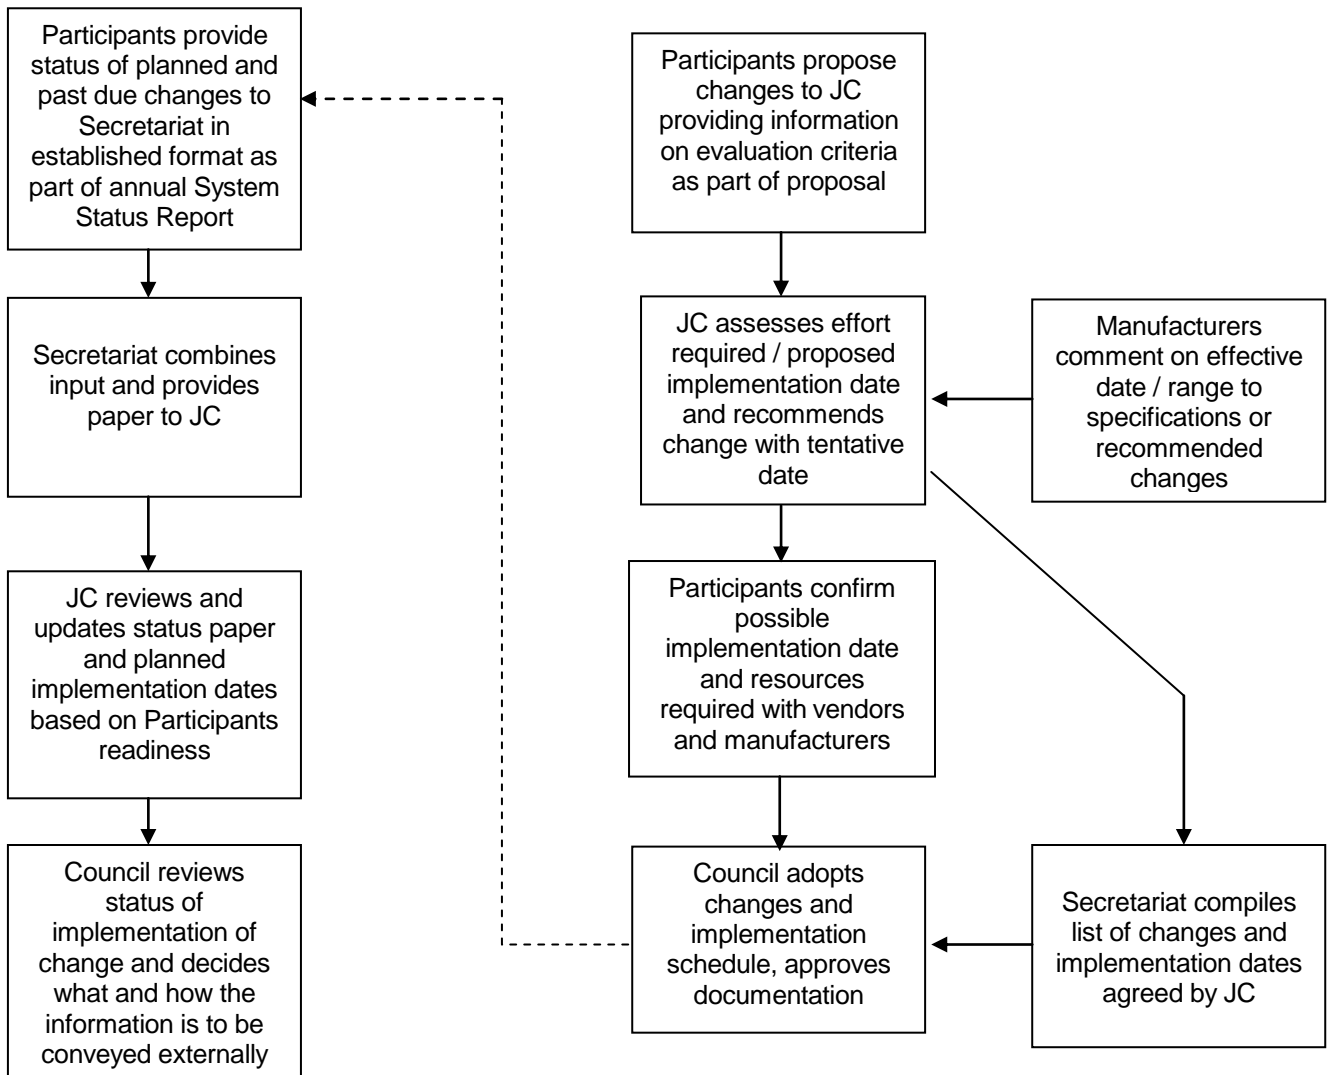 Participants provide
status of planned and
past due changes to
Secretariat in
established format as
part of annual System
Status Report
Secretariat combines
input and provides
paper to JC
JC reviews and
updates status paper
and planned
implementation dates
based on Participants
readiness
Council reviews
status of
implementation of
change and decides
what and how the
information is to be
conveyed externally
Participants propose
changes to JC
providing information
on evaluation criteria
as part of proposal
JC assesses effort
required / proposed
implementation date
and recommends
change with tentative
date
Manufacturers
comment on effective
date / range to
specifications or
recommended
changes
Participants confirm
possible
implementation date
and resources
required with vendors
and manufacturers
Council adopts
changes and
implementation
schedule, approves
documentation
Secretariat compiles
list of changes and
implementation dates
agreed by JC